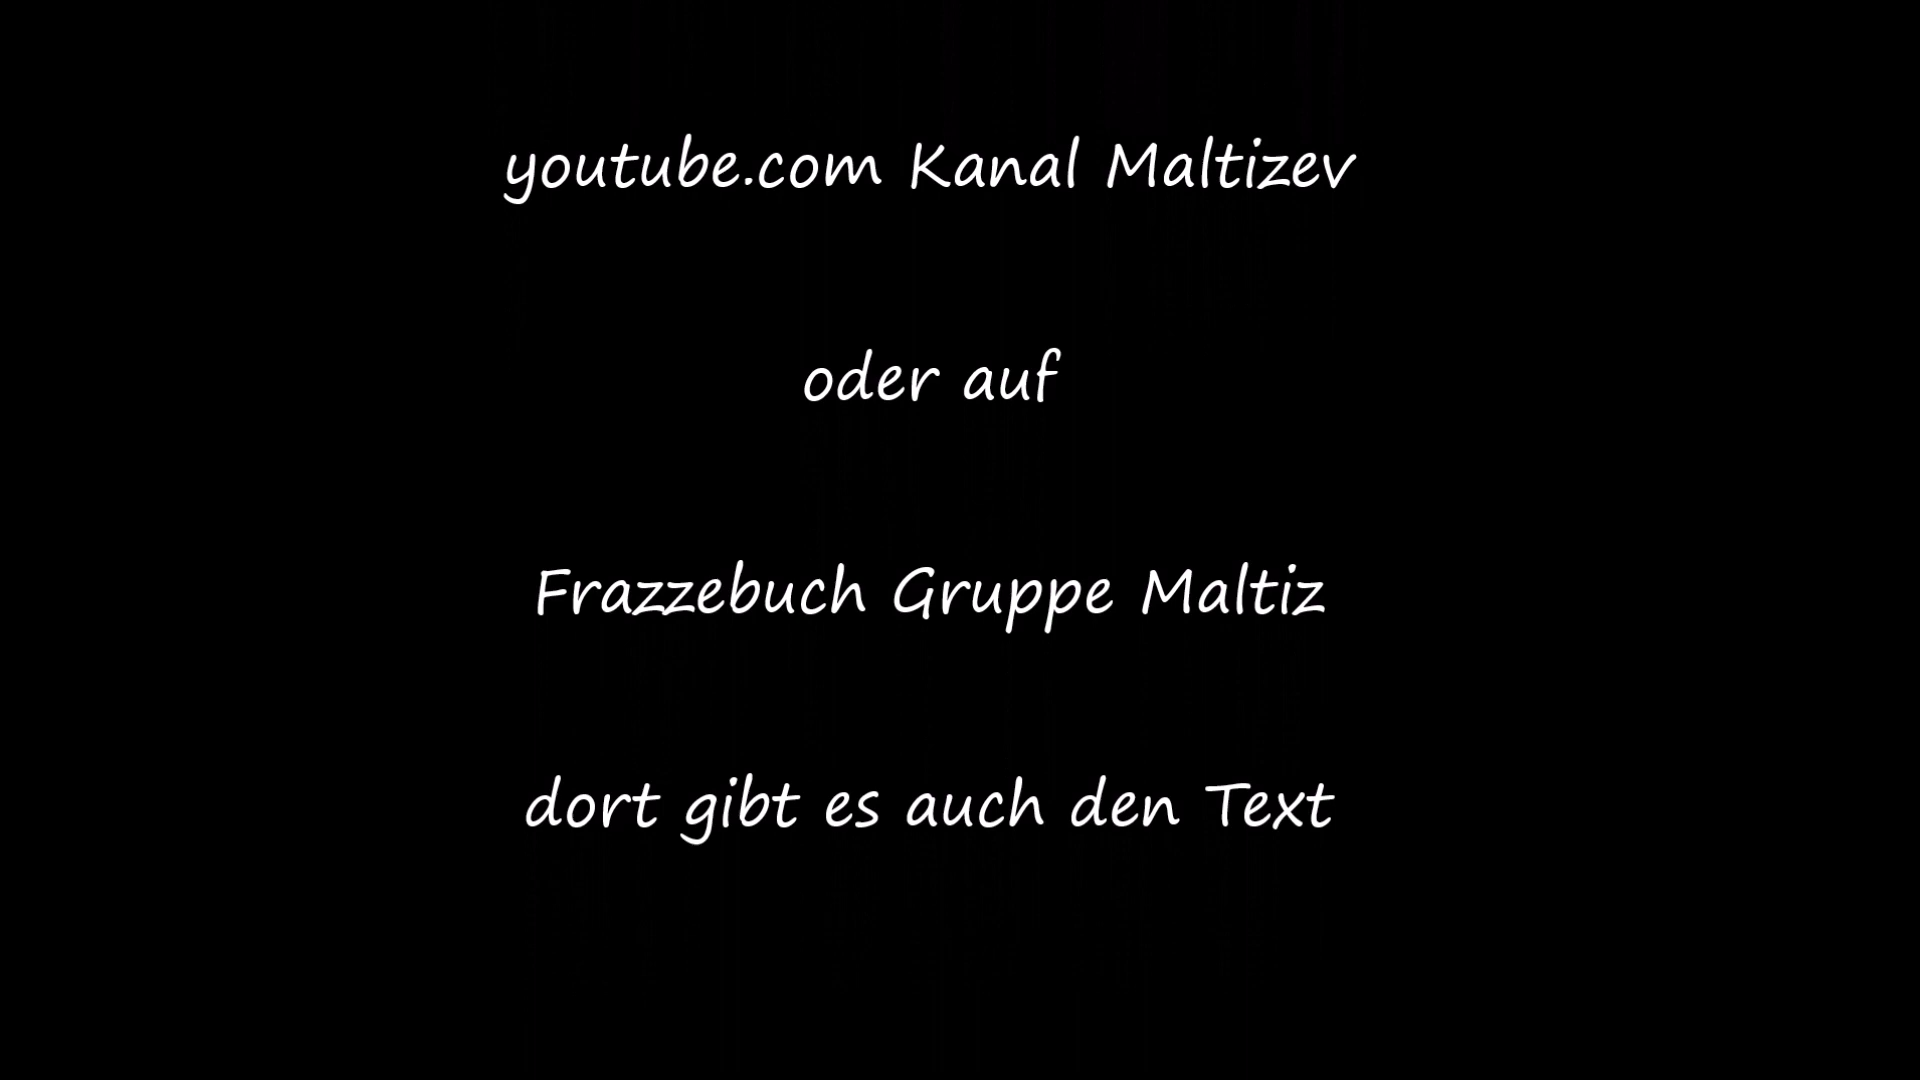 youtube.com Kanal Maltizev
oder auf
Frazzebuch Gruppe Maltiz
dort gibt es auch den Text